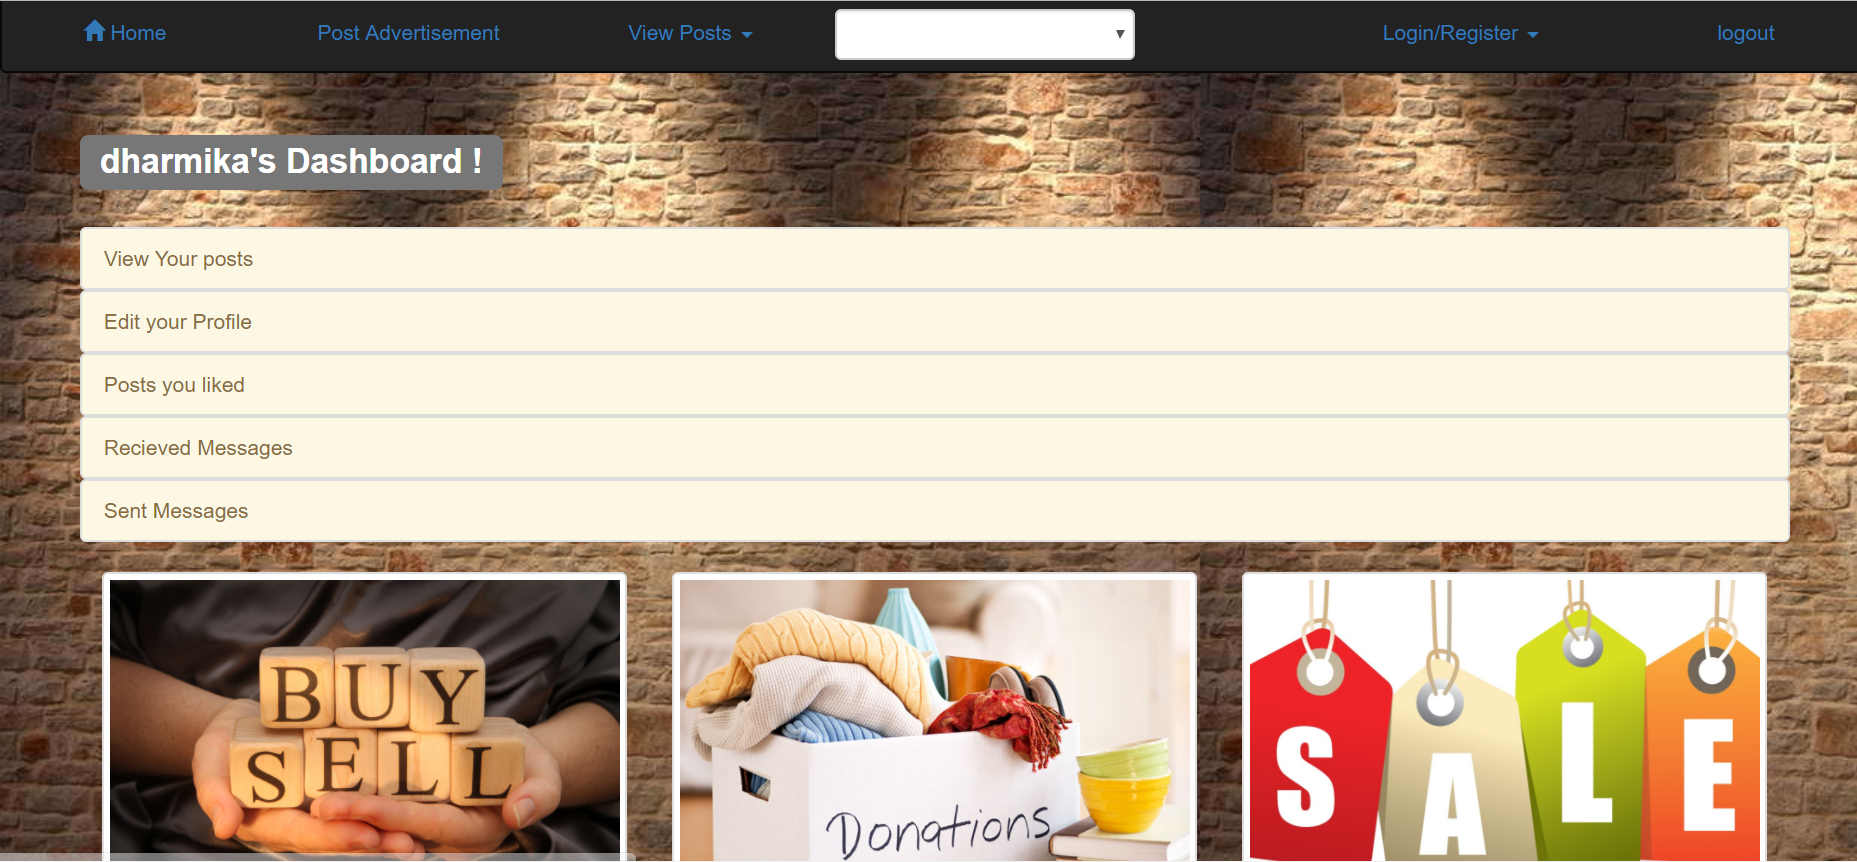 Home Post Advertisement View Posts Login/Register logout
dharmika's Dashboard !
View Your posts
Edit your Profile
Posts you liked
Recieved Messages
Sent Messages
BUY
SELL
Donations
SALE